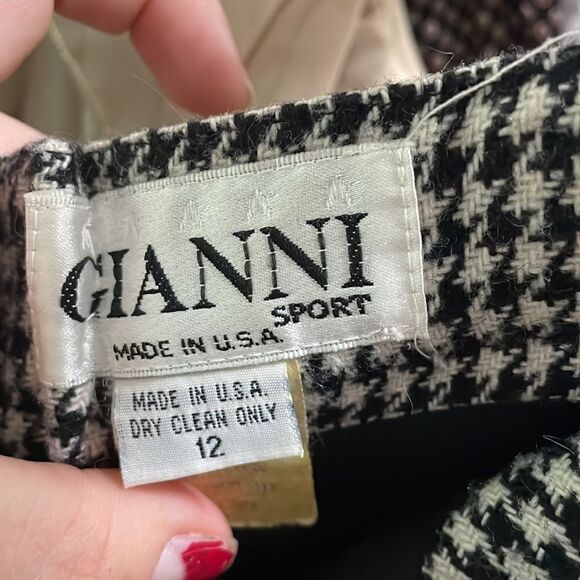 GIANNI
SPORT
MADE IN U.S.A.
MADE IN U.S.A.
DRY CLEAN ONLY
12